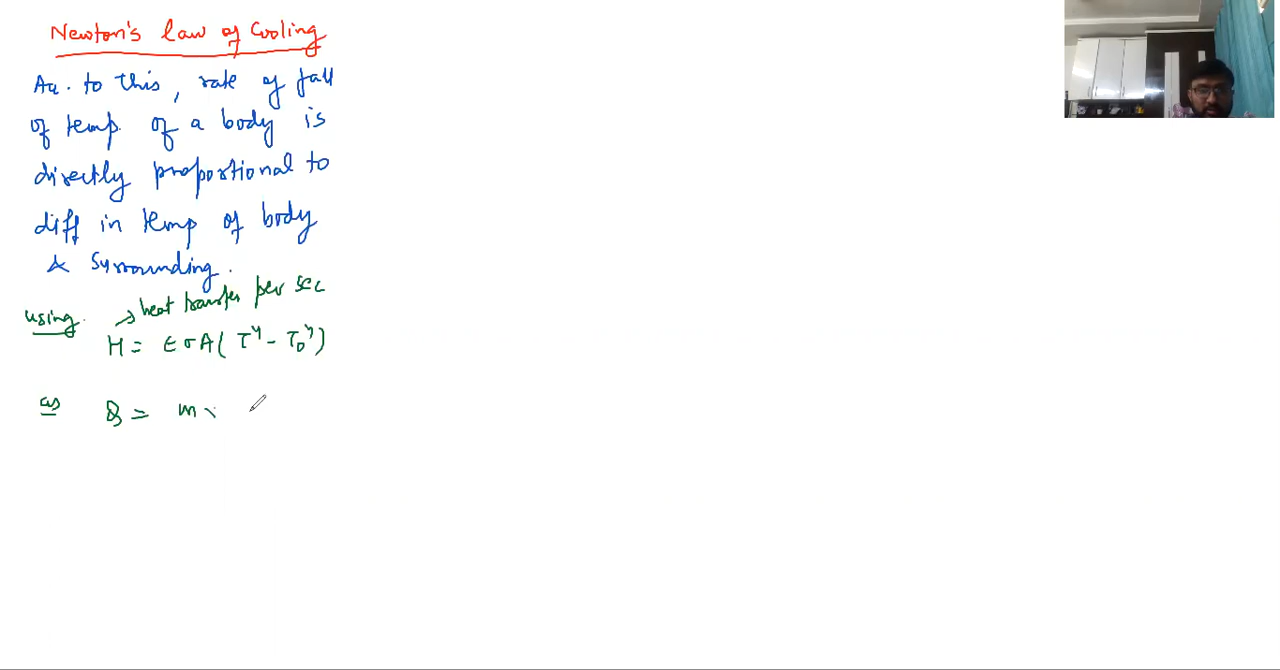 Newton's law of Cooling
Au. to this, rate of fall
of temp. of a body is
directly proportional to
diff in temp of body
& Surrounding.
using. → heat transfer per sec
H = ϵσA(T⁴ - T₀⁴)
as Q = m×